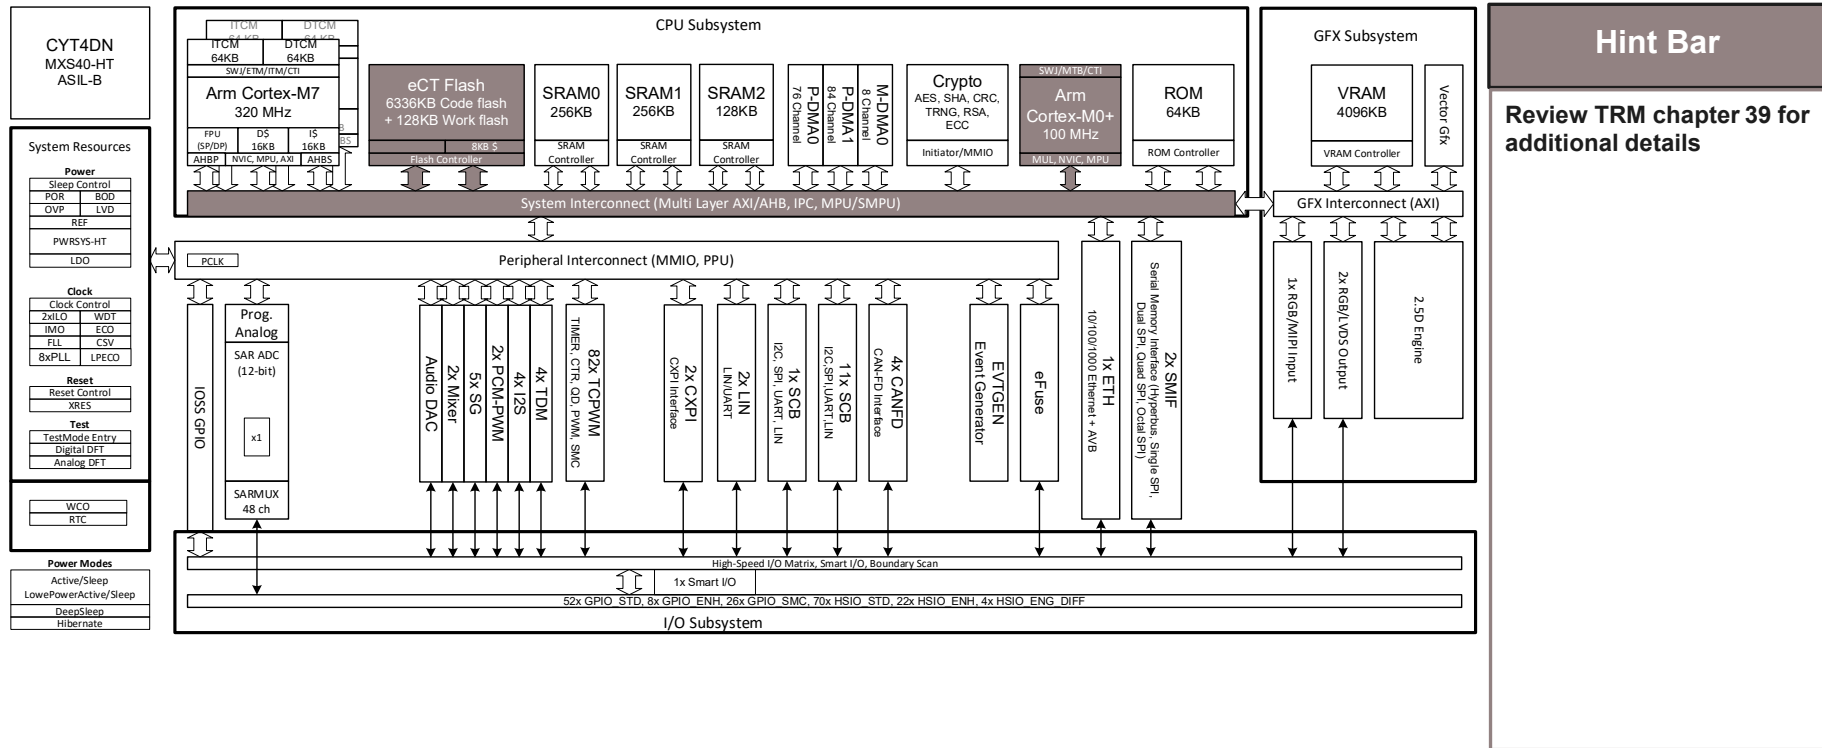 CYT4DN
MXS40-HT
ASIL-B
System Resources
Power
Sleep Control
POR BOD
OVP LVD
REF
PWRSYS-HT
LDO
Clock
Clock Control
2xILO WDT
IMO ECO
FLL CSV
8xPLL LPECO
Reset
Reset Control
XRES
Test
TestMode Entry
Digital DFT
Analog DFT
WCO
RTC
Power Modes
Active/Sleep
LowePowerActive/Sleep
DeepSleep
Hibernate
CPU Subsystem
ITCM DTCM
64 KB 64 KB
ITCM DTCM
64KB 64KB
SWJ/ETM/ITM/CTI
Arm Cortex-M7
320 MHz
FPU D$ I$
(SP/DP) 16KB 16KB
AHBP NVIC, MPU, AXI AHBS
eCT Flash
6336KB Code flash
+ 128KB Work flash
8KB $
Flash Controller
SRAM0
256KB
SRAM
Controller
SRAM1
256KB
SRAM
Controller
SRAM2
128KB
SRAM
Controller
P-DMA0
76 Channel
P-DMA1
84 Channel
M-DMA0
8 Channel
Crypto
AES, SHA, CRC,
TRNG, RSA,
ECC
Initiator/MMIO
SWJ/MTB/CTI
Arm
Cortex-M0+
100 MHz
MUL, NVIC, MPU
ROM
64KB
ROM Controller
System Interconnect (Multi Layer AXI/AHB, IPC, MPU/SMPU)
GFX Subsystem
VRAM
4096KB
VRAM Controller
Vector Gfx
GFX Interconnect (AXI)
1x RGB/MIPI Input
2x RGB/LVDS Output
2.5D Engine
PCLK
Peripheral Interconnect (MMIO, PPU)
IOSS GPIO
Prog.
Analog
SAR ADC
(12-bit)
x1
SARMUX
48 ch
Audio DAC
2x Mixer
5x SG
2x PCM-PWM
4x I2S
4x TDM
82x TCPWM
TIMER, CTR, QD, PWM, SMC
2x CXPI
CXPI Interface
2x LIN
LIN/UART
1x SCB
I2C, SPI, UART, LIN
11x SCB
I2C,SPI,UART,LIN
4x CANFD
CAN-FD Interface
EVTGEN
Event Generator
eFuse
1x ETH
10/100/1000 Ethernet + AVB
2x SMIF
Serial Memory Interface (Hyperbus, Single SPI,
Dual SPI, Quad SPI, Octal SPI)
High-Speed I/O Matrix, Smart I/O, Boundary Scan
1x Smart I/O
52x GPIO_STD, 8x GPIO_ENH, 26x GPIO_SMC, 70x HSIO_STD, 22x HSIO_ENH, 4x HSIO_ENG_DIFF
I/O Subsystem
Hint Bar
Review TRM chapter 39 for
additional details